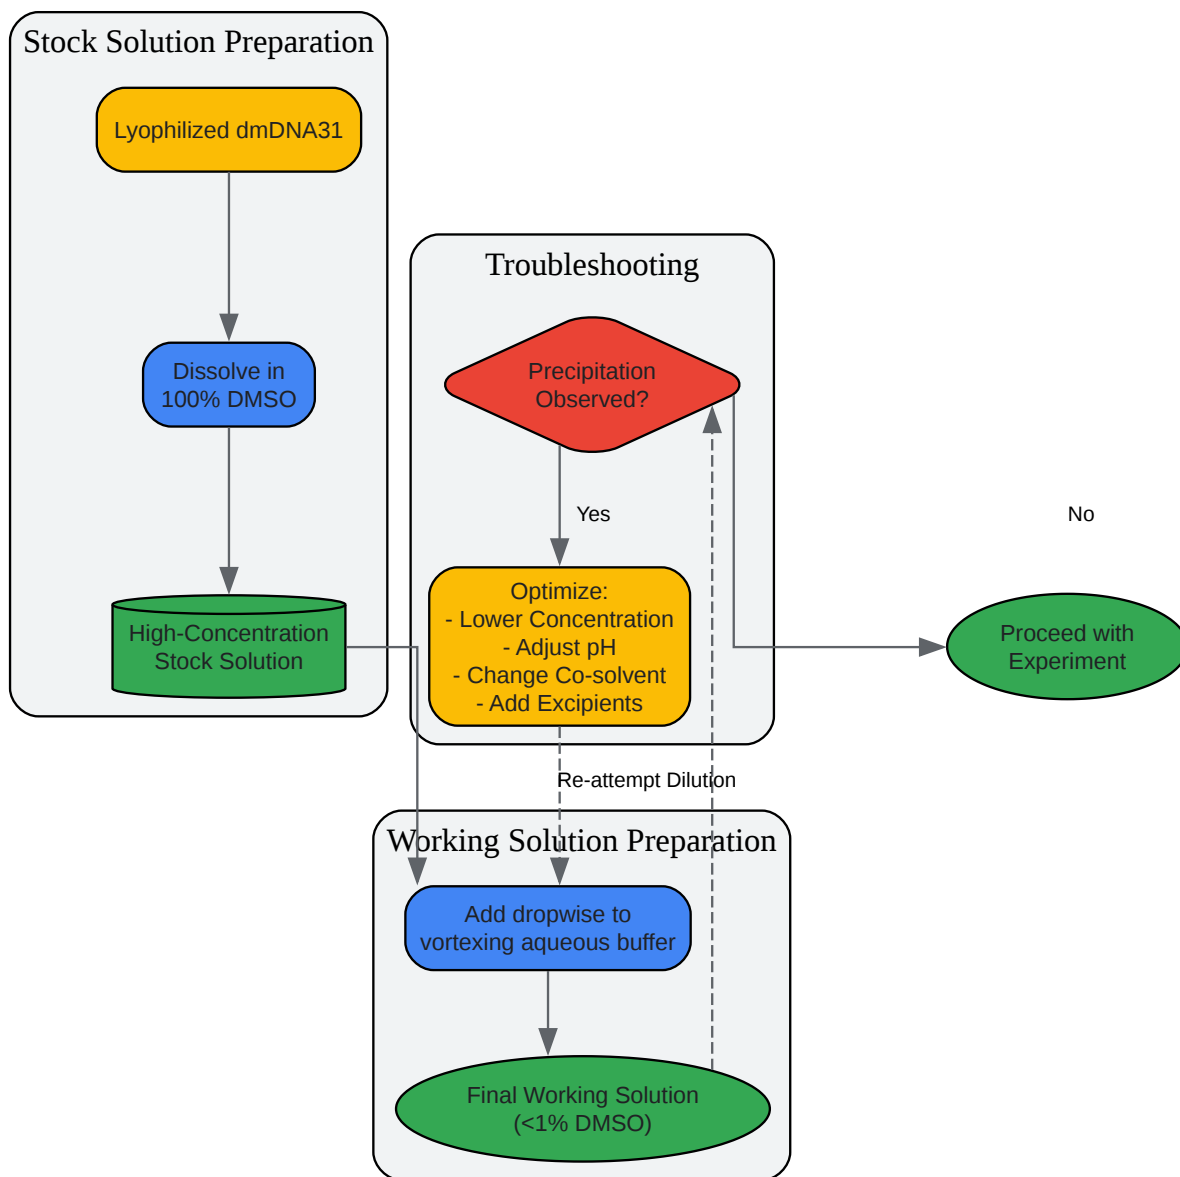 Stock Solution Preparation
Lyophilized dmDNA31
Dissolve in
100% DMSO
High-Concentration
Stock Solution
Troubleshooting
Precipitation
Observed?
Yes
No
Optimize:
- Lower Concentration
- Adjust pH
- Change Co-solvent
- Add Excipients
Proceed with
Experiment
Re-attempt Dilution
Working Solution Preparation
Add dropwise to
vortexing aqueous buffer
Final Working Solution
(<1% DMSO)